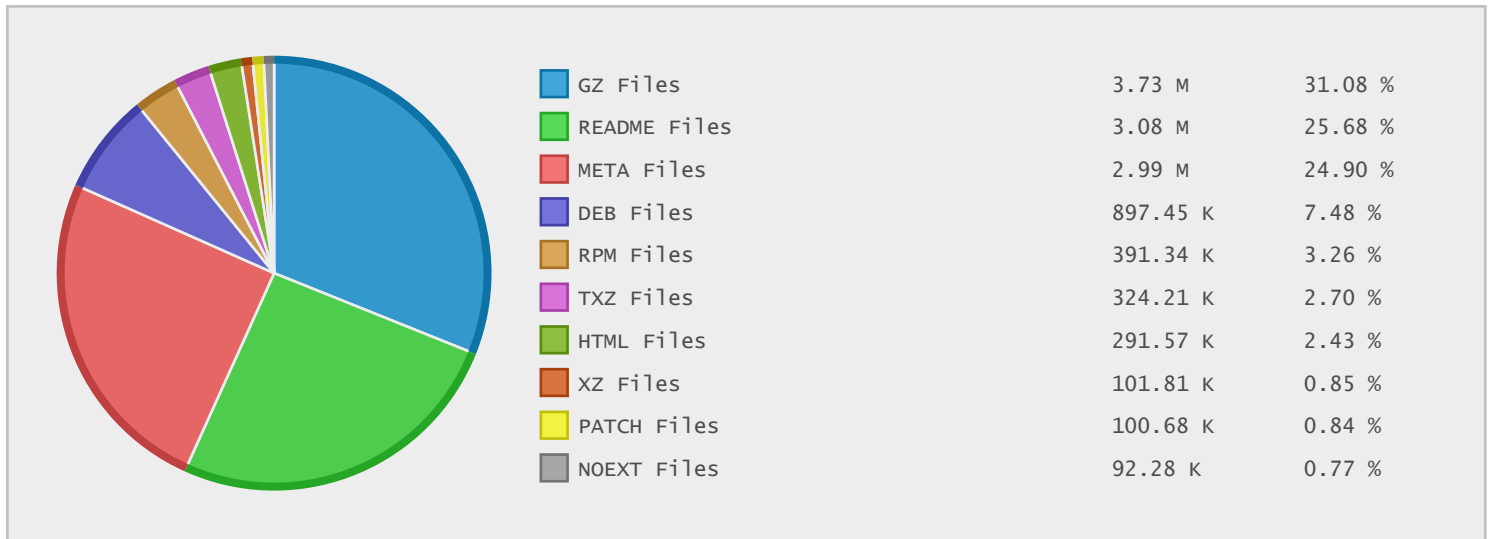 GZ Files 3.73 M 31.08 %
README Files 3.08 M 25.68 %
META Files 2.99 M 24.90 %
DEB Files 897.45 K 7.48 %
RPM Files 391.34 K 3.26 %
TXZ Files 324.21 K 2.70 %
HTML Files 291.57 K 2.43 %
XZ Files 101.81 K 0.85 %
PATCH Files 100.68 K 0.84 %
NOEXT Files 92.28 K 0.77 %